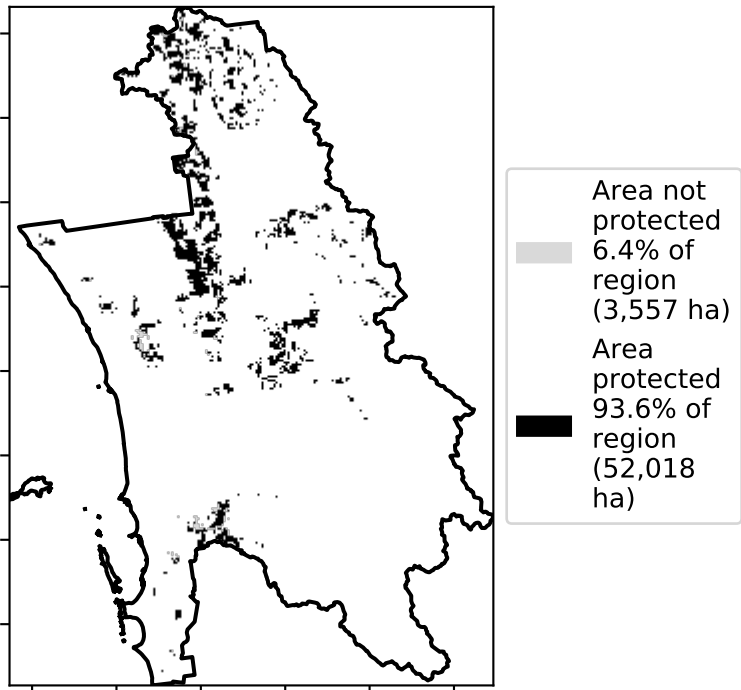 Area not
protected
6.4% of
region
(3,557 ha)
Area
protected
93.6% of
region
(52,018
ha)